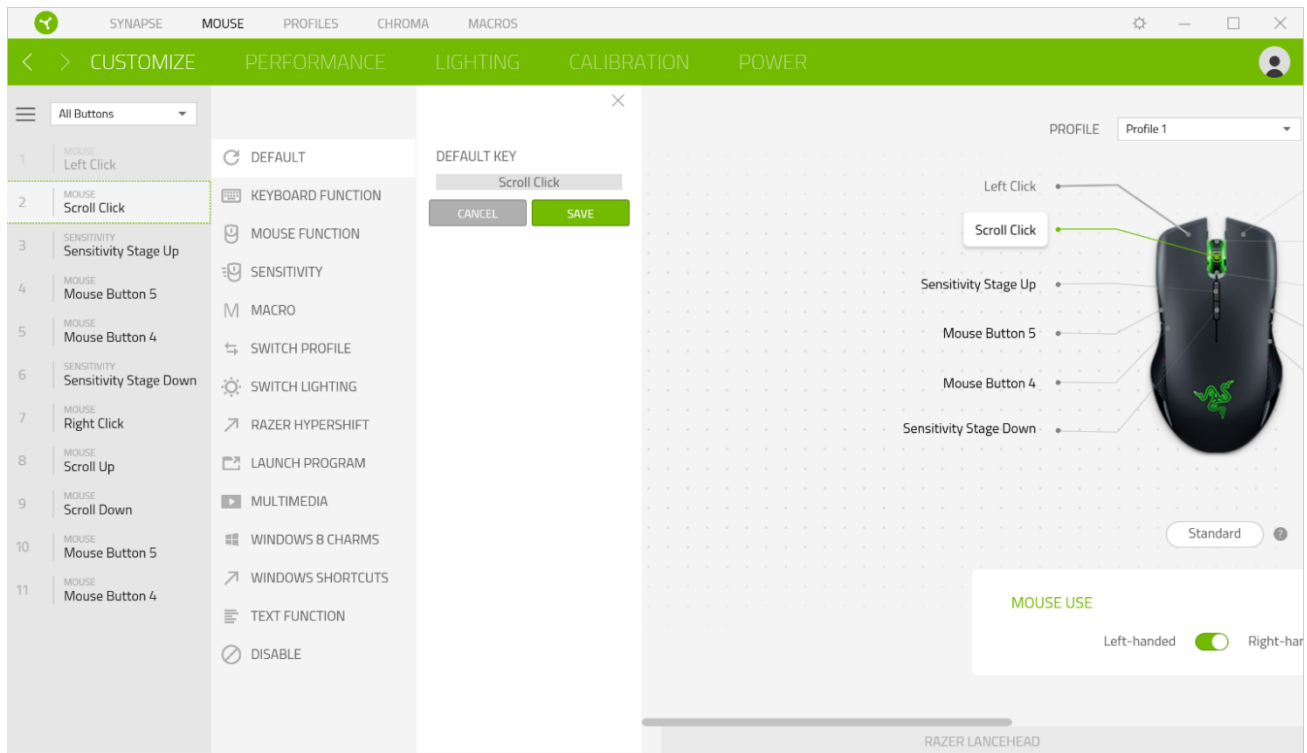 SYNAPSE MOUSE PROFILES CHROMA MACROS
CUSTOMIZE PERFORMANCE LIGHTING CALIBRATION POWER
All Buttons
1 MOUSE
Left Click
2 MOUSE
Scroll Click
3 SENSITIVITY
Sensitivity Stage Up
4 MOUSE
Mouse Button 5
5 MOUSE
Mouse Button 4
6 SENSITIVITY
Sensitivity Stage Down
7 MOUSE
Right Click
8 MOUSE
Scroll Up
9 MOUSE
Scroll Down
10 MOUSE
Mouse Button 5
11 MOUSE
Mouse Button 4
DEFAULT
KEYBOARD FUNCTION
MOUSE FUNCTION
SENSITIVITY
MACRO
SWITCH PROFILE
SWITCH LIGHTING
RAZER HYPERSHIFT
LAUNCH PROGRAM
MULTIMEDIA
WINDOWS 8 CHARMS
WINDOWS SHORTCUTS
TEXT FUNCTION
DISABLE
DEFAULT KEY
Scroll Click
CANCEL SAVE
PROFILE Profile 1
Left Click
Scroll Click
Sensitivity Stage Up
Mouse Button 5
Mouse Button 4
Sensitivity Stage Down
Standard ?
MOUSE USE
Left-handed Right-har
RAZER LANCEHEAD